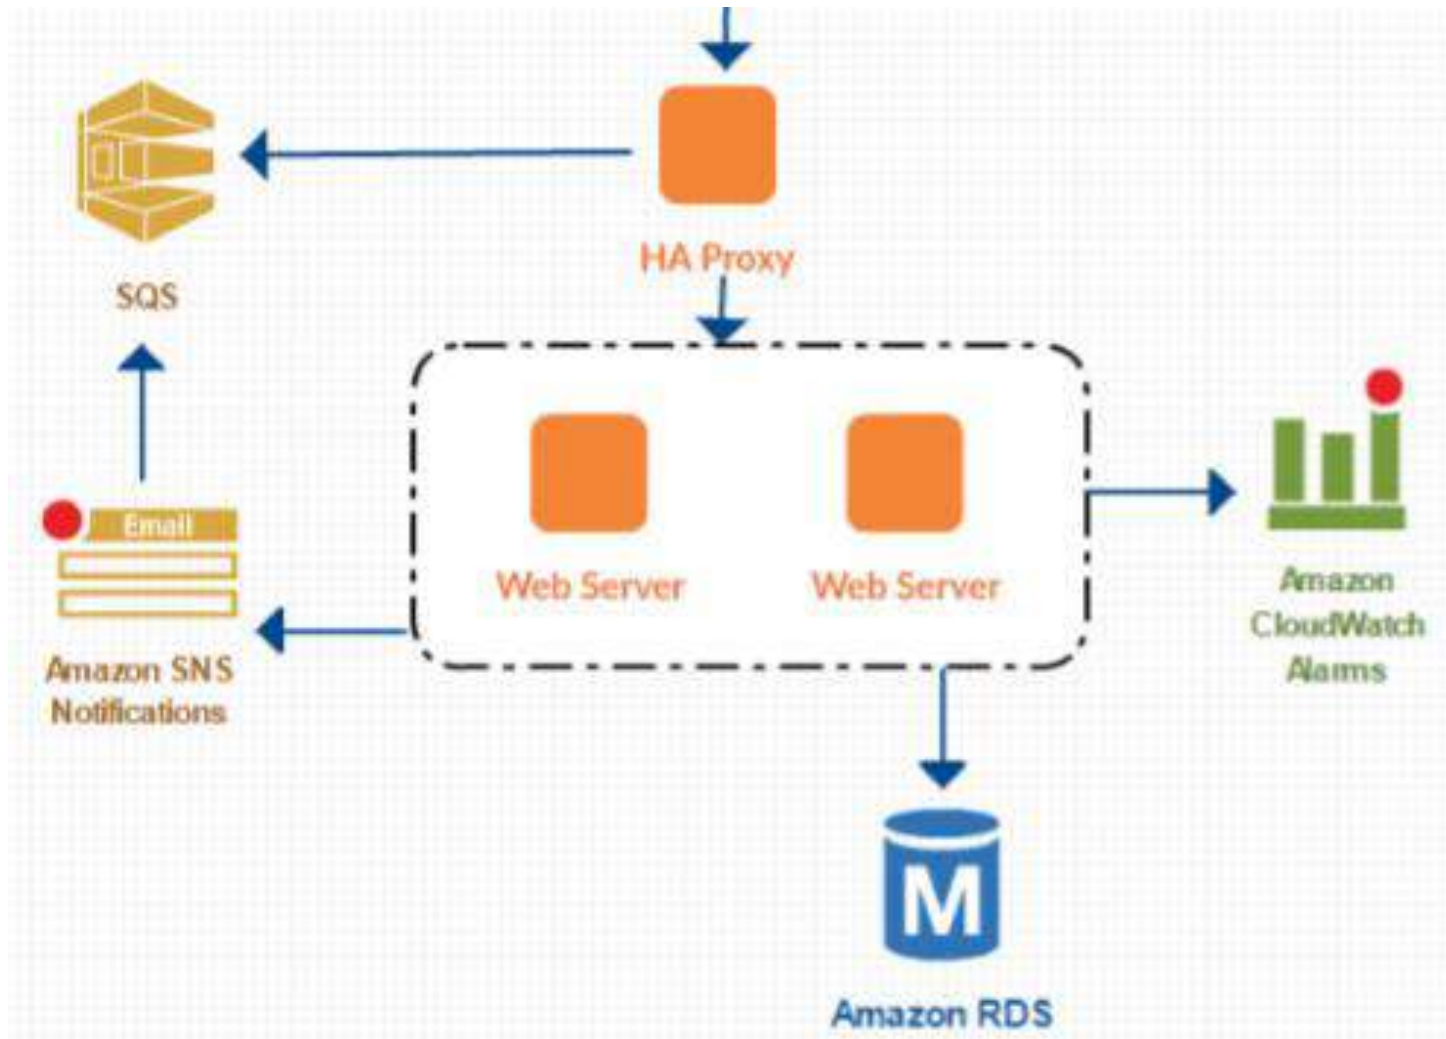 HA Proxy
SQS
Web Server
Web Server
Email
Amazon
CloudWatch
Alarms
Amazon SNS
Notifications
M
Amazon RDS